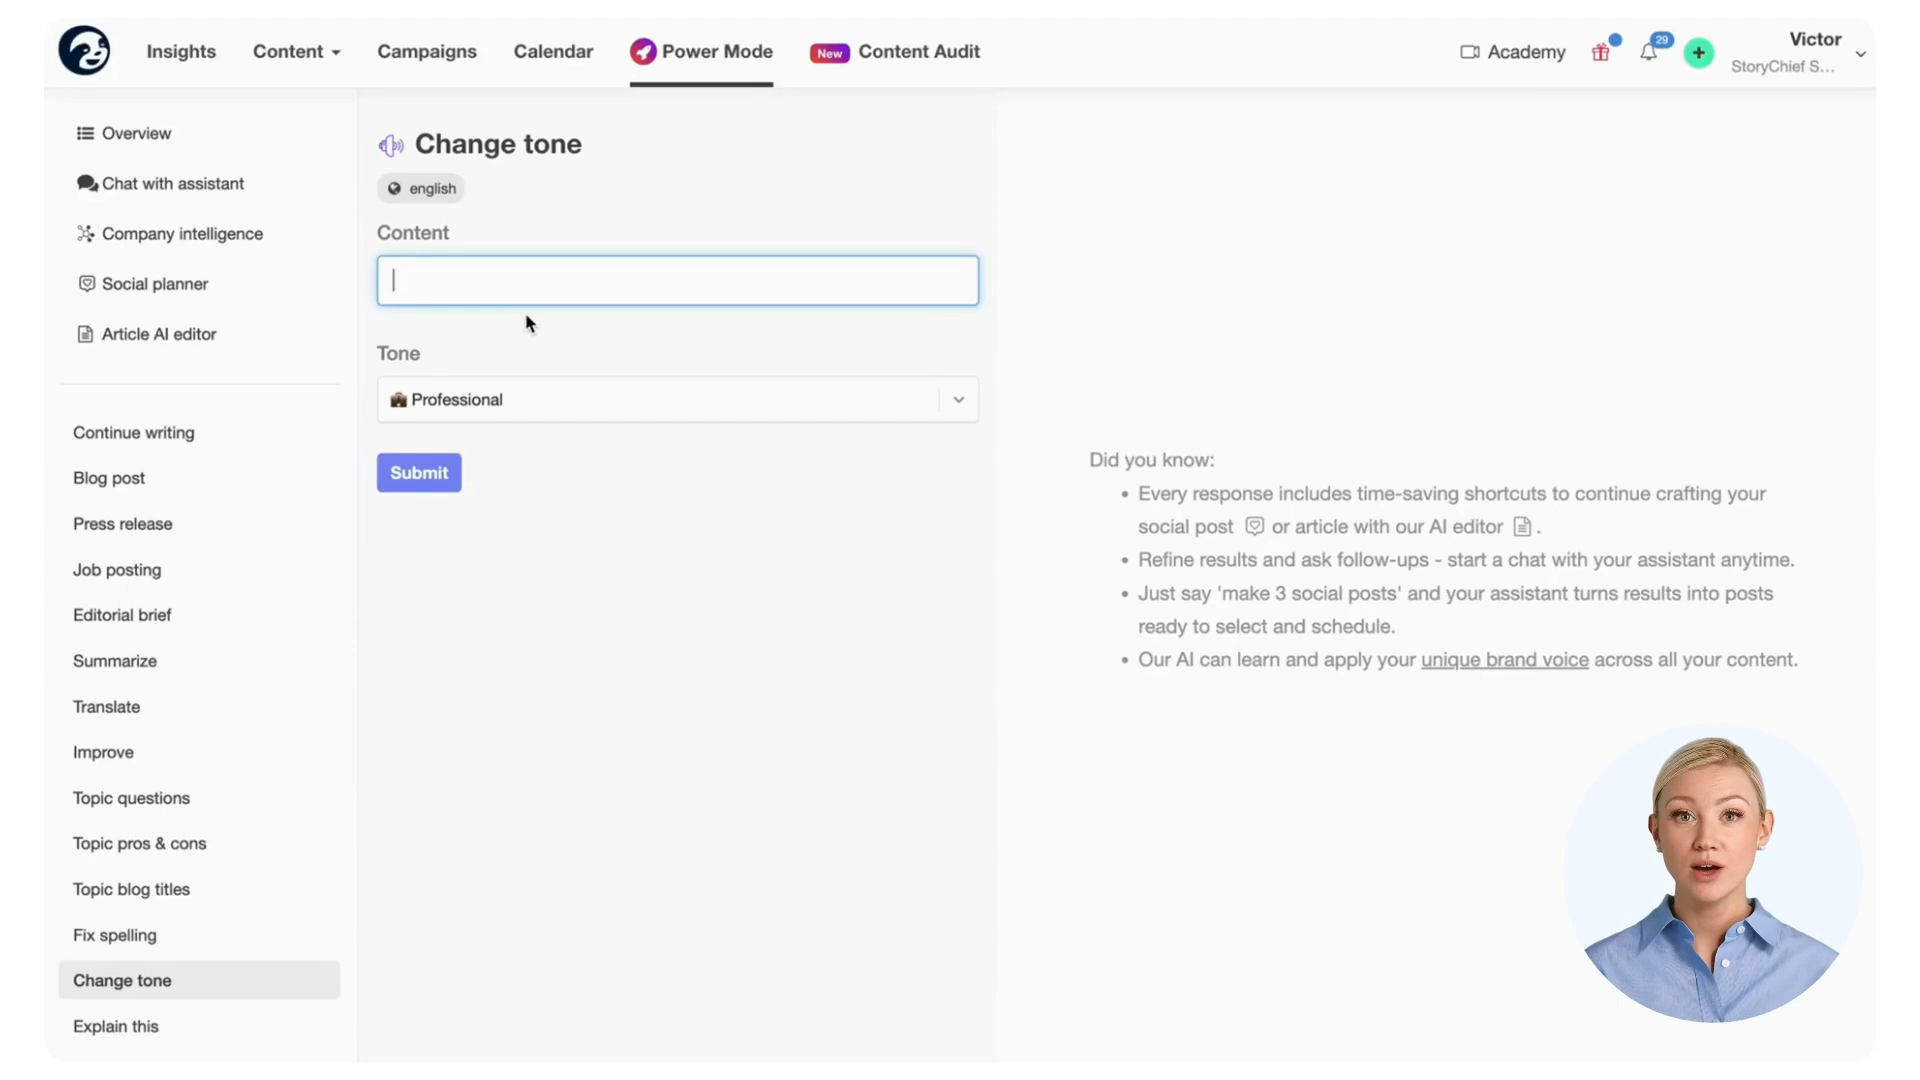 Insights
Content
Campaigns
Calendar
Power Mode
New Content Audit
Academy
29
Victor
StoryChief S...
Overview
Chat with assistant
Company intelligence
Social planner
Article AI editor
Continue writing
Blog post
Press release
Job posting
Editorial brief
Summarize
Translate
Improve
Topic questions
Topic pros & cons
Topic blog titles
Fix spelling
Change tone
Explain this
Change tone
english
Content
Tone
Professional
Submit
Did you know:
• Every response includes time-saving shortcuts to continue crafting your
social post or article with our AI editor .
• Refine results and ask follow-ups - start a chat with your assistant anytime.
• Just say 'make 3 social posts' and your assistant turns results into posts
ready to select and schedule.
• Our AI can learn and apply your unique brand voice across all your content.